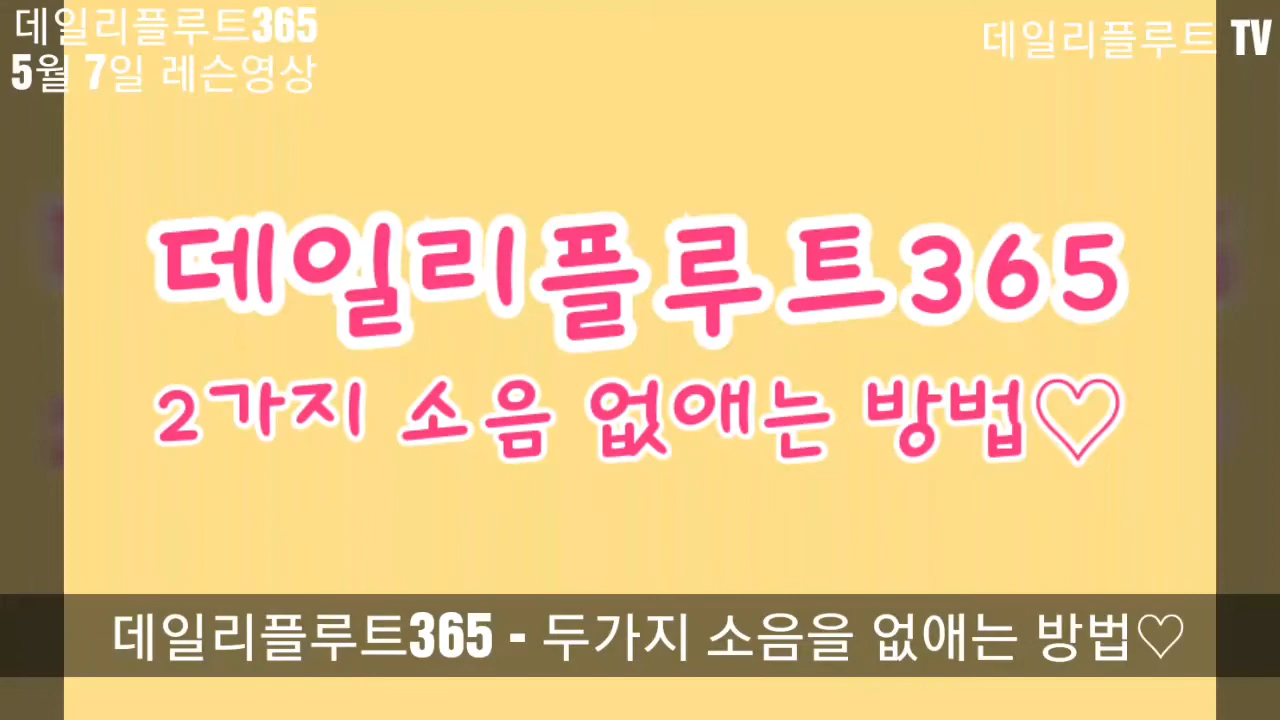 데일리플루트365
5월 7일 레슨영상
데일리플루트 TV
데일리플루트365
2가지 소음 없애는 방법♡
데일리플루트365 - 두가지 소음을 없애는 방법♡